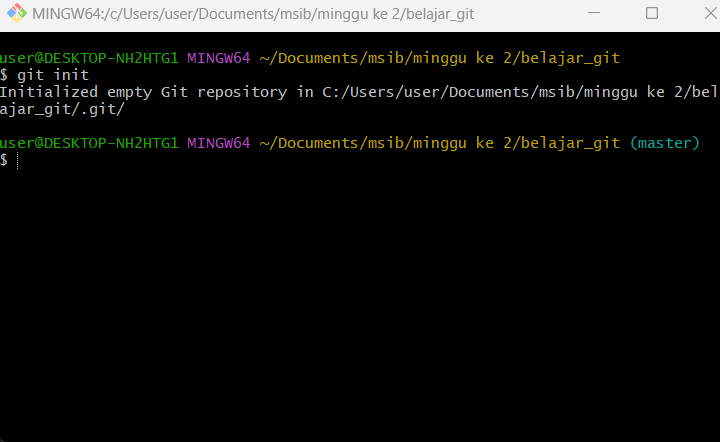 MINGW64:/c/Users/user/Documents/msib/minggu ke 2/belajar_git
user@DESKTOP-NH2HTG1 MINGW64 ~/Documents/msib/minggu ke 2/belajar_git
$ git init
Initialized empty Git repository in C:/Users/user/Documents/msib/minggu ke 2/bel
ajar_git/.git/
user@DESKTOP-NH2HTG1 MINGW64 ~/Documents/msib/minggu ke 2/belajar_git (master)
$